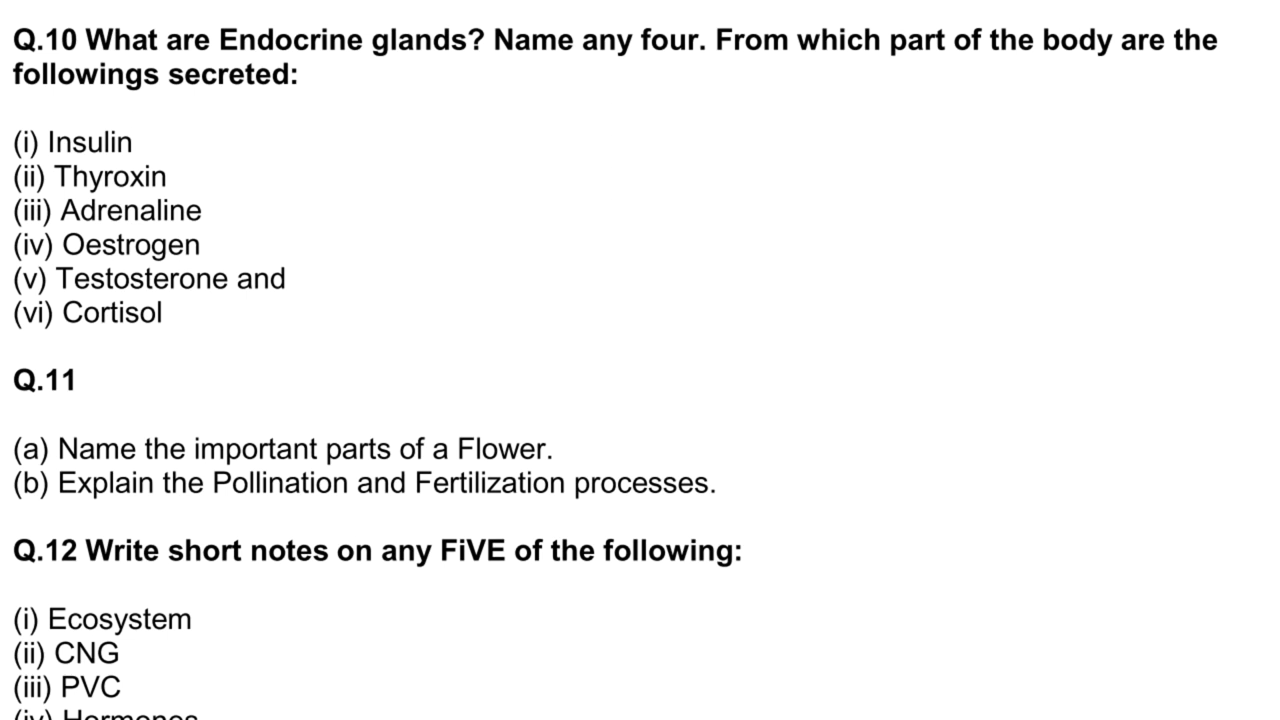 Q.10 What are Endocrine glands? Name any four. From which part of the body are the
followings secreted:
(i) Insulin
(ii) Thyroxin
(iii) Adrenaline
(iv) Oestrogen
(v) Testosterone and
(vi) Cortisol
Q.11
(a) Name the important parts of a Flower.
(b) Explain the Pollination and Fertilization processes.
Q.12 Write short notes on any FiVE of the following:
(i) Ecosystem
(ii) CNG
(iii) PVC
(iv) Hormones